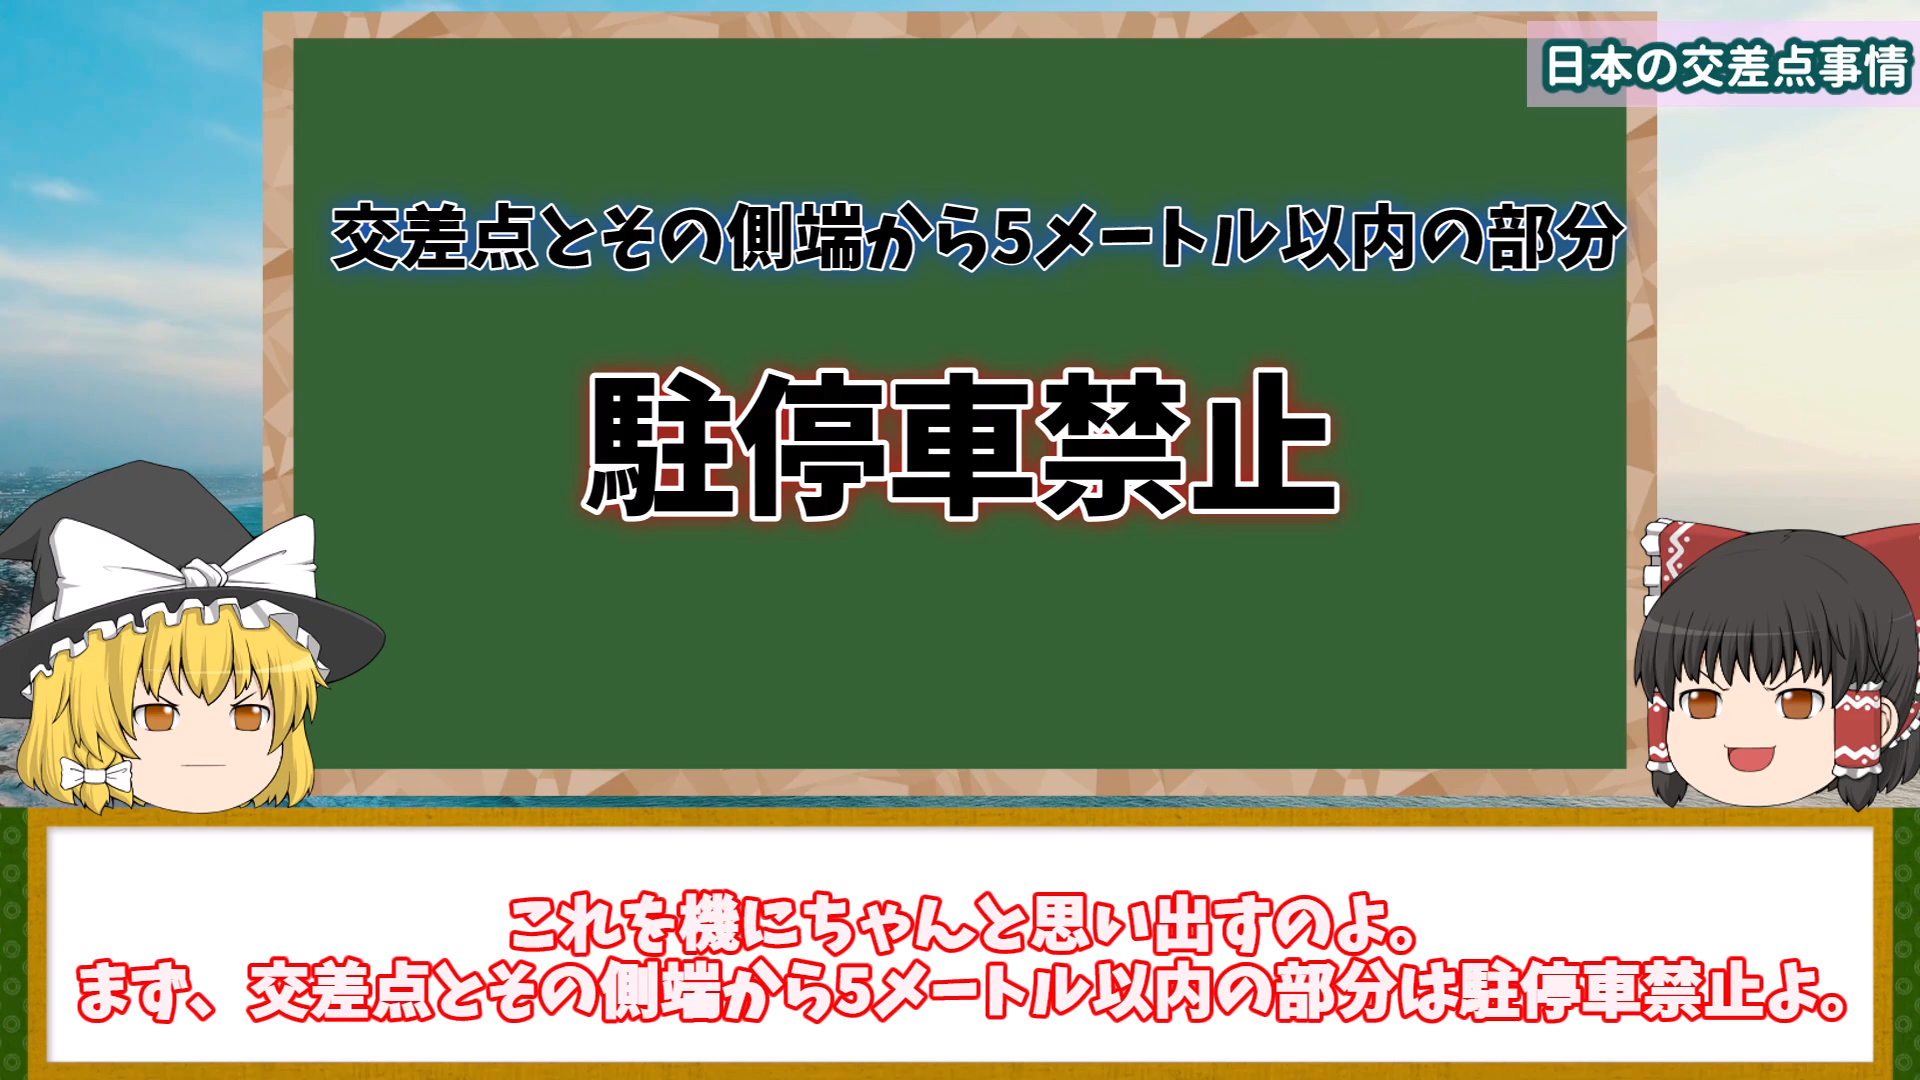 日本の交差点事情
交差点とその側端から5メートル以内の部分
駐停車禁止
これを機にちゃんと思い出すのよ。
まず、交差点とその側端から5メートル以内の部分は駐停車禁止よ。